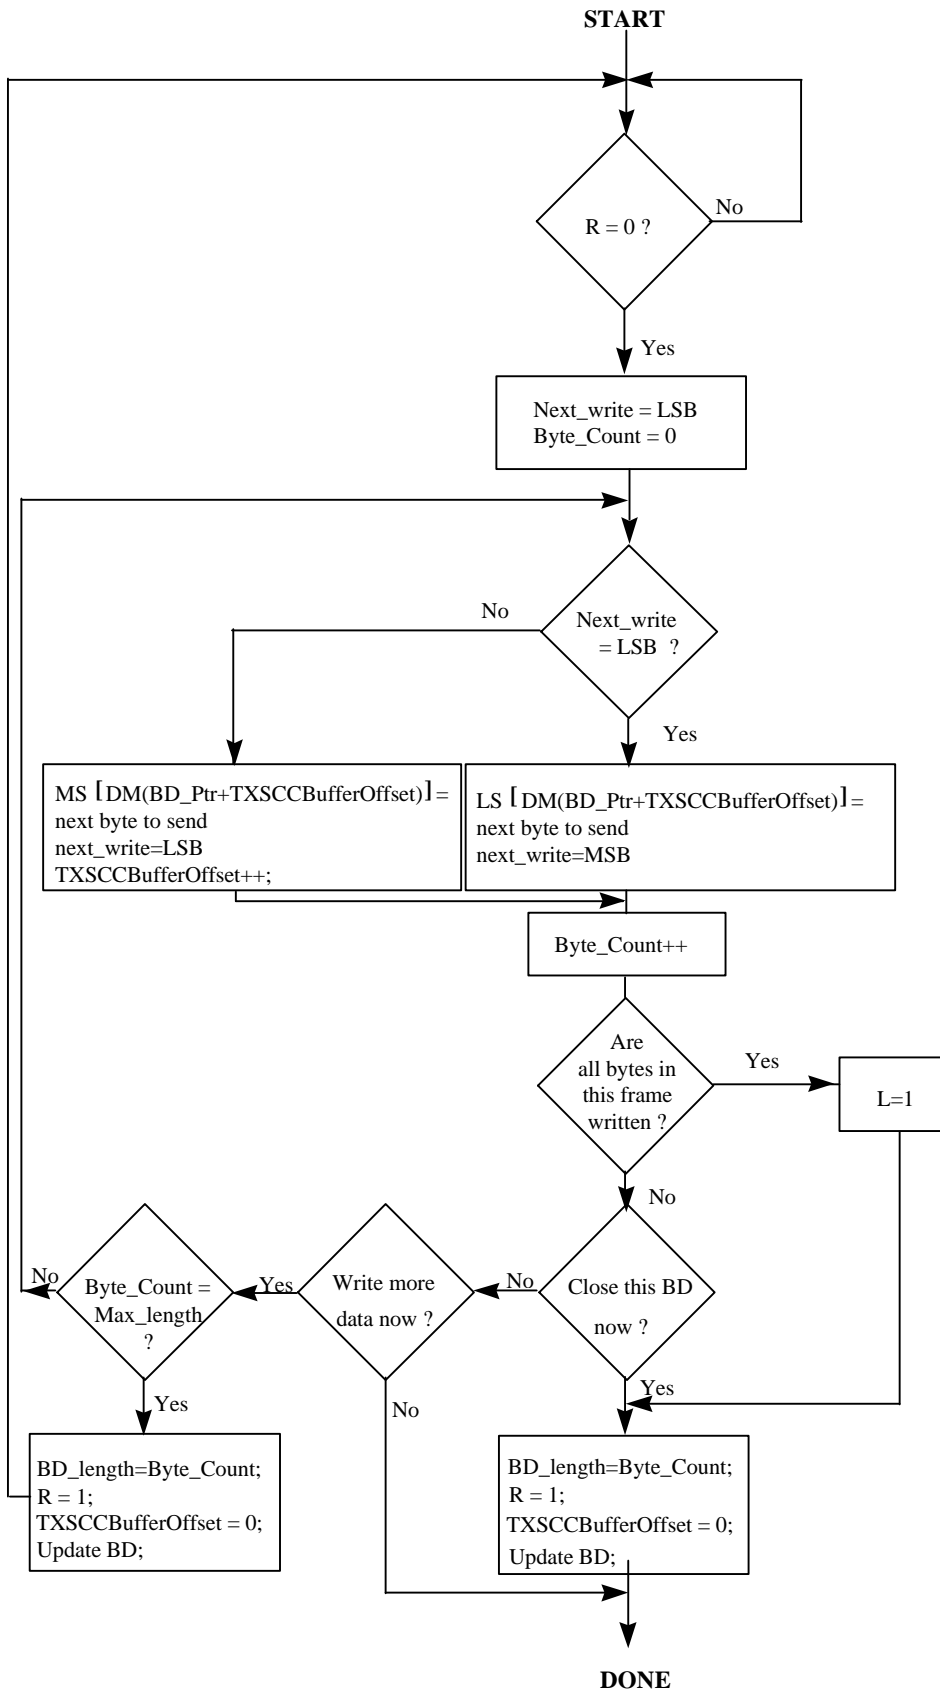 START
R = 0 ?
No
Yes
Next_write = LSB
Byte_Count = 0
No
Next_write
= LSB ?
Yes
MS [DM(BD_Ptr+TXSCCBufferOffset)] =
next byte to send
next_write=LSB
TXSCCBufferOffset++;
LS [DM(BD_Ptr+TXSCCBufferOffset)] =
next byte to send
next_write=MSB
Byte_Count++
Are
all bytes in
this frame
written ?
Yes
L=1
No
Close this BD
now ?
No
Write more
data now ?
Yes
Byte_Count =
Max_length
?
No
Yes
No
Yes
BD_length=Byte_Count;
R = 1;
TXSCCBufferOffset = 0;
Update BD;
BD_length=Byte_Count;
R = 1;
TXSCCBufferOffset = 0;
Update BD;
DONE